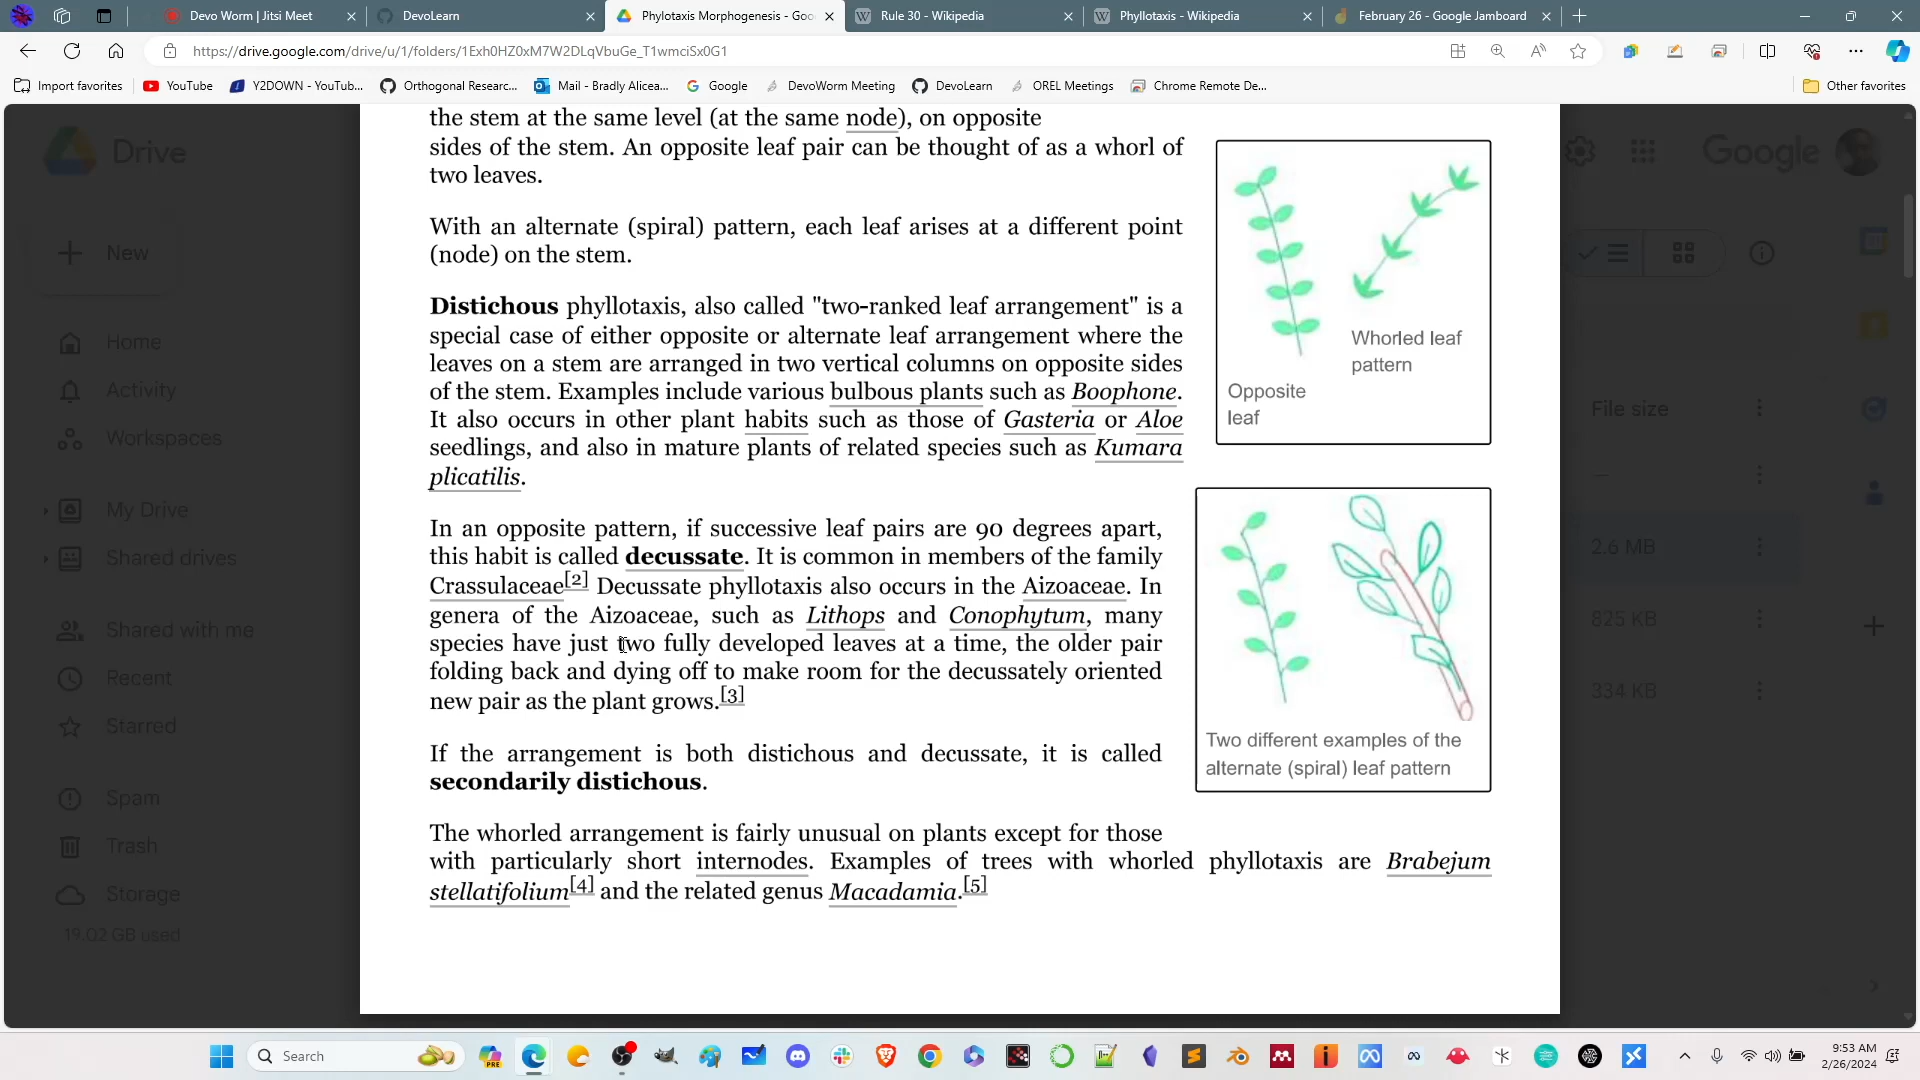 Devo Worm | Jitsi Meet
DevoLearn
Phylotaxis Morphogenesis - Goo
Rule 30 - Wikipedia
Phyllotaxis - Wikipedia
February 26 - Google Jamboard
https://drive.google.com/drive/u/1/folders/1Exh0HZ0xM7W2DLqVbuGe_T1wmciSx0G1
Import favorites
YouTube
Y2DOWN - YouTub...
Orthogonal Researc...
Mail - Bradly Alicea...
Google
DevoWorm Meeting
DevoLearn
OREL Meetings
Chrome Remote De...
Other favorites
Drive
Google
New
Home
Activity
Workspaces
My Drive
Shared drives
Shared with me
Recent
Starred
Spam
Trash
Storage
19.02 GB used
the stem at the same level (at the same node), on opposite
sides of the stem. An opposite leaf pair can be thought of as a whorl of
two leaves.
With an alternate (spiral) pattern, each leaf arises at a different point
(node) on the stem.
Distichous phyllotaxis, also called "two-ranked leaf arrangement" is a
special case of either opposite or alternate leaf arrangement where the
leaves on a stem are arranged in two vertical columns on opposite sides
of the stem. Examples include various bulbous plants such as Boophone.
It also occurs in other plant habits such as those of Gasteria or Aloe
seedlings, and also in mature plants of related species such as Kumara
plicatilis.
In an opposite pattern, if successive leaf pairs are 90 degrees apart,
this habit is called decussate. It is common in members of the family
Crassulaceae[2] Decussate phyllotaxis also occurs in the Aizoaceae. In
genera of the Aizoaceae, such as Lithops and Conophytum, many
species have just two fully developed leaves at a time, the older pair
folding back and dying off to make room for the decussately oriented
new pair as the plant grows.[3]
If the arrangement is both distichous and decussate, it is called
secondarily distichous.
The whorled arrangement is fairly unusual on plants except for those
with particularly short internodes. Examples of trees with whorled phyllotaxis are Brabejum
stellatifolium[4] and the related genus Macadamia.[5]
Whorled leaf
pattern
Opposite
leaf
Two different examples of the
alternate (spiral) leaf pattern
File size
2.6 MB
825 KB
334 KB
Search
PRE
9:53 AM
2/26/2024